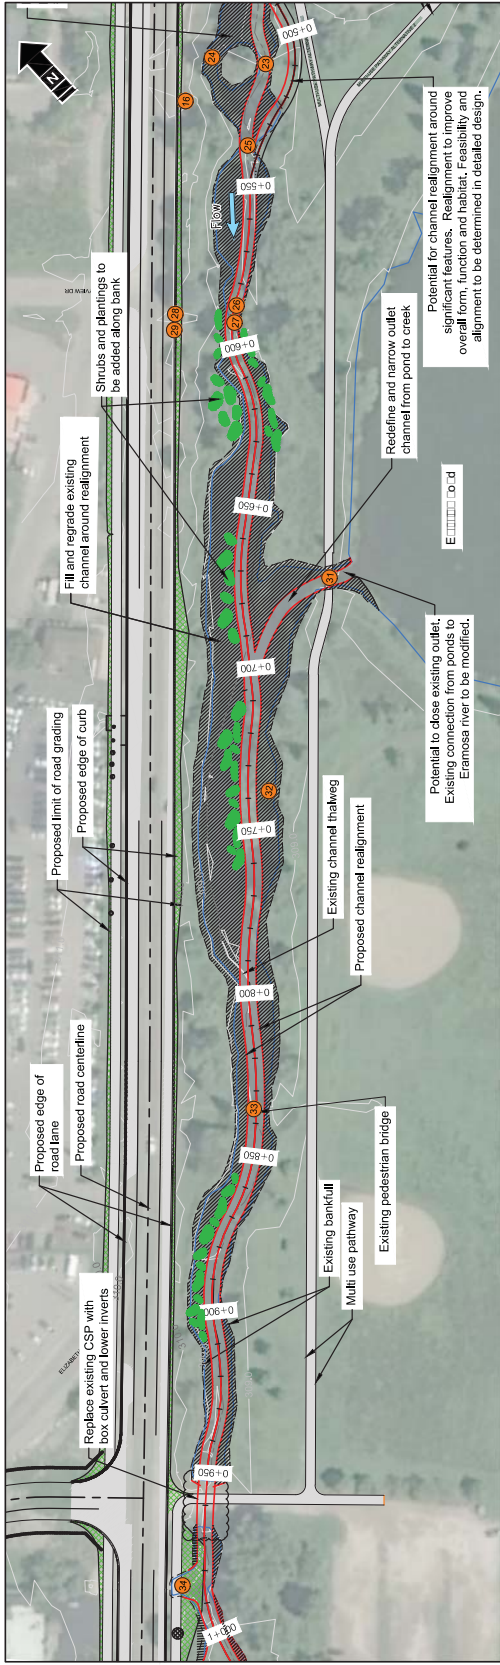 N
Proposed edge of
road lane
Proposed road centerline
Proposed limit of road grading
Proposed edge of curb
Fill and regrade existing
channel around realignment
Shrubs and plantings to
be added along bank
YVIEW DR
ELIZABETH
Replace existing CSP with
box culvert and lower inverts
16
24
23
25
26
27
28
29
31
32
33
34
Flow
0+500
0+550
0+600
0+650
0+700
0+750
0+800
0+850
0+900
0+950
Existing bankfull
Multi use pathway
Existing pedestrian bridge
Existing channel thalweg
Proposed channel realignment
Potential to close existing outlet.
Existing connection from ponds to
Eramosa river to be modified.
Redefine and narrow outlet
channel from pond to creek
Potential for channel realignment around
significant features. Realignment to improve
overall form, function and habitat. Feasibility and
alignment to be determined in detailed design.